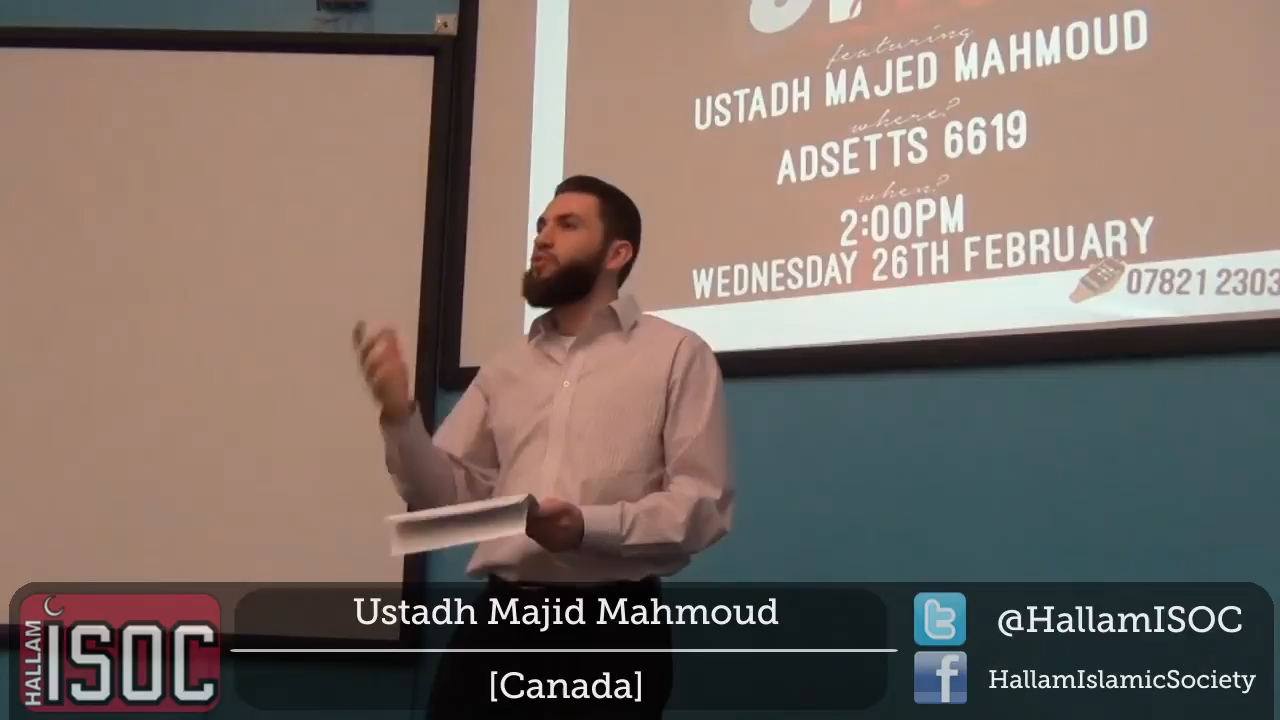 featuring
USTADH MAJED MAHMOUD
where?
ADSETTS 6619
when?
2:00PM
WEDNESDAY 26TH FEBRUARY
07821 2303
Ustadh Majid Mahmoud
[Canada]
HALLAM
ISOC
@HallamISOC
HallamIslamicSociety